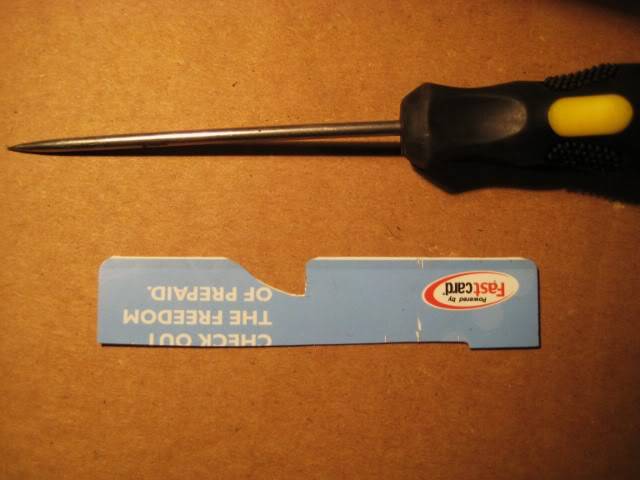 CHECK OUT
THE FREEDOM
OF PREPAID.
Powered by
Fastcard